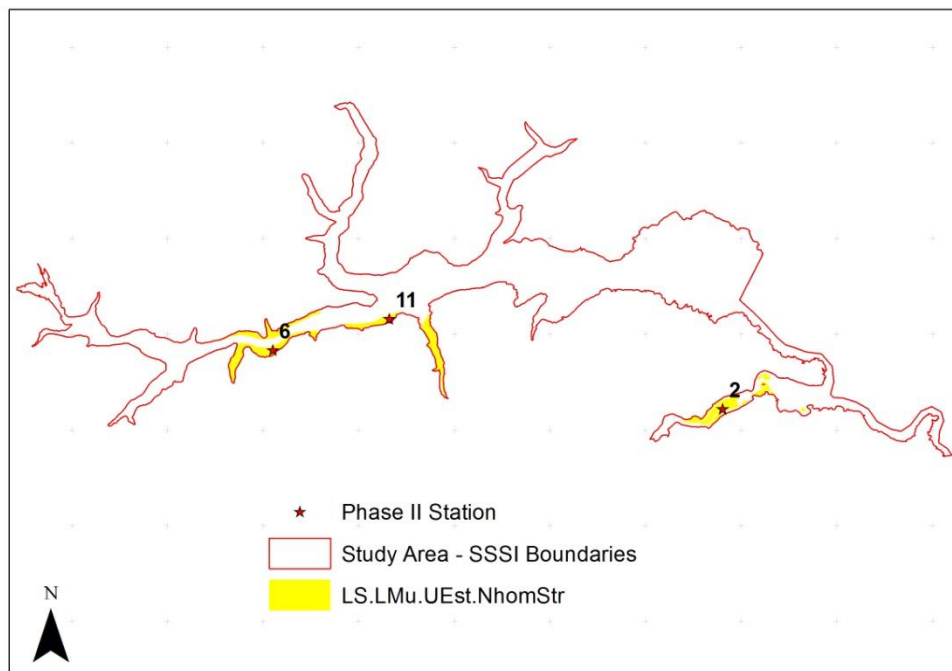 11
6
2
Phase II Station
Study Area - SSSI Boundaries
LS.LMu.UEst.NhomStr
N